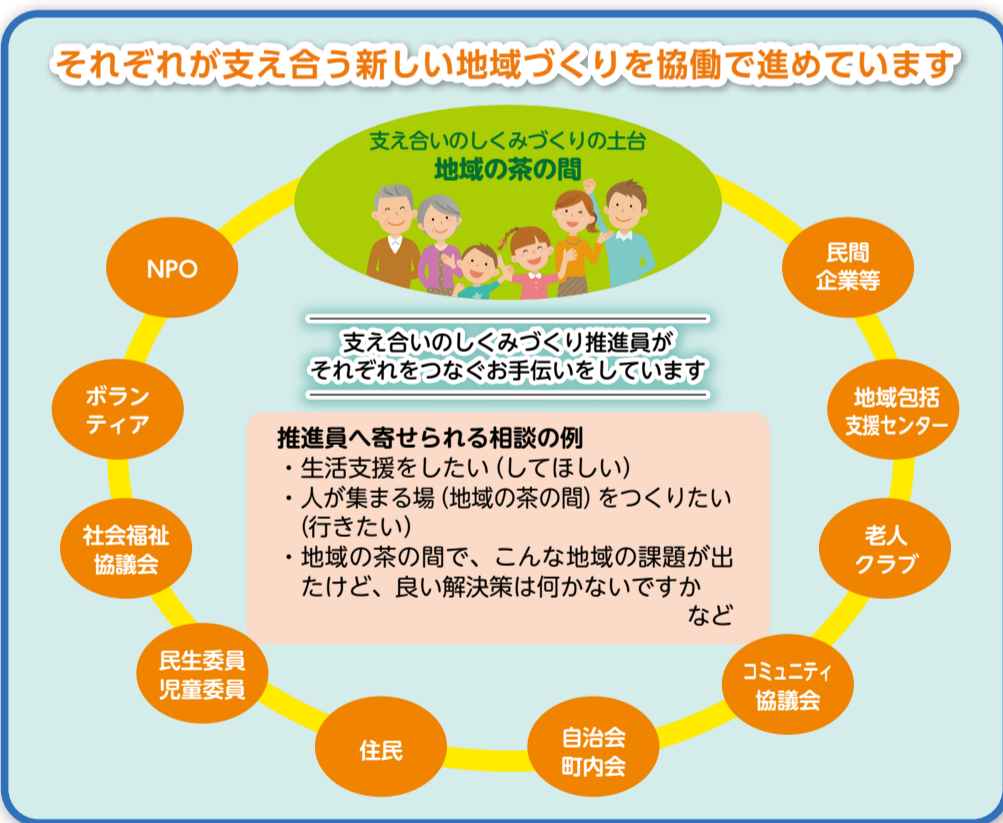 それぞれが支え合う新しい地域づくりを協働で進めています
支え合いのしくみづくりの土台
地域の茶の間
NPO
民間
企業等
支え合いのしくみづくり推進員が
それぞれをつなぐお手伝いをしています
ボラン
ティア
地域包括
支援センター
推進員へ寄せられる相談の例
・生活支援をしたい(してほしい)
・人が集まる場(地域の茶の間)をつくりたい
(行きたい)
・地域の茶の間で、こんな地域の課題が出
たけど、良い解決策は何かないですか
など
社会福祉
協議会
老人
クラブ
民生委員
児童委員
コミュニティ
協議会
住民
自治会
町内会